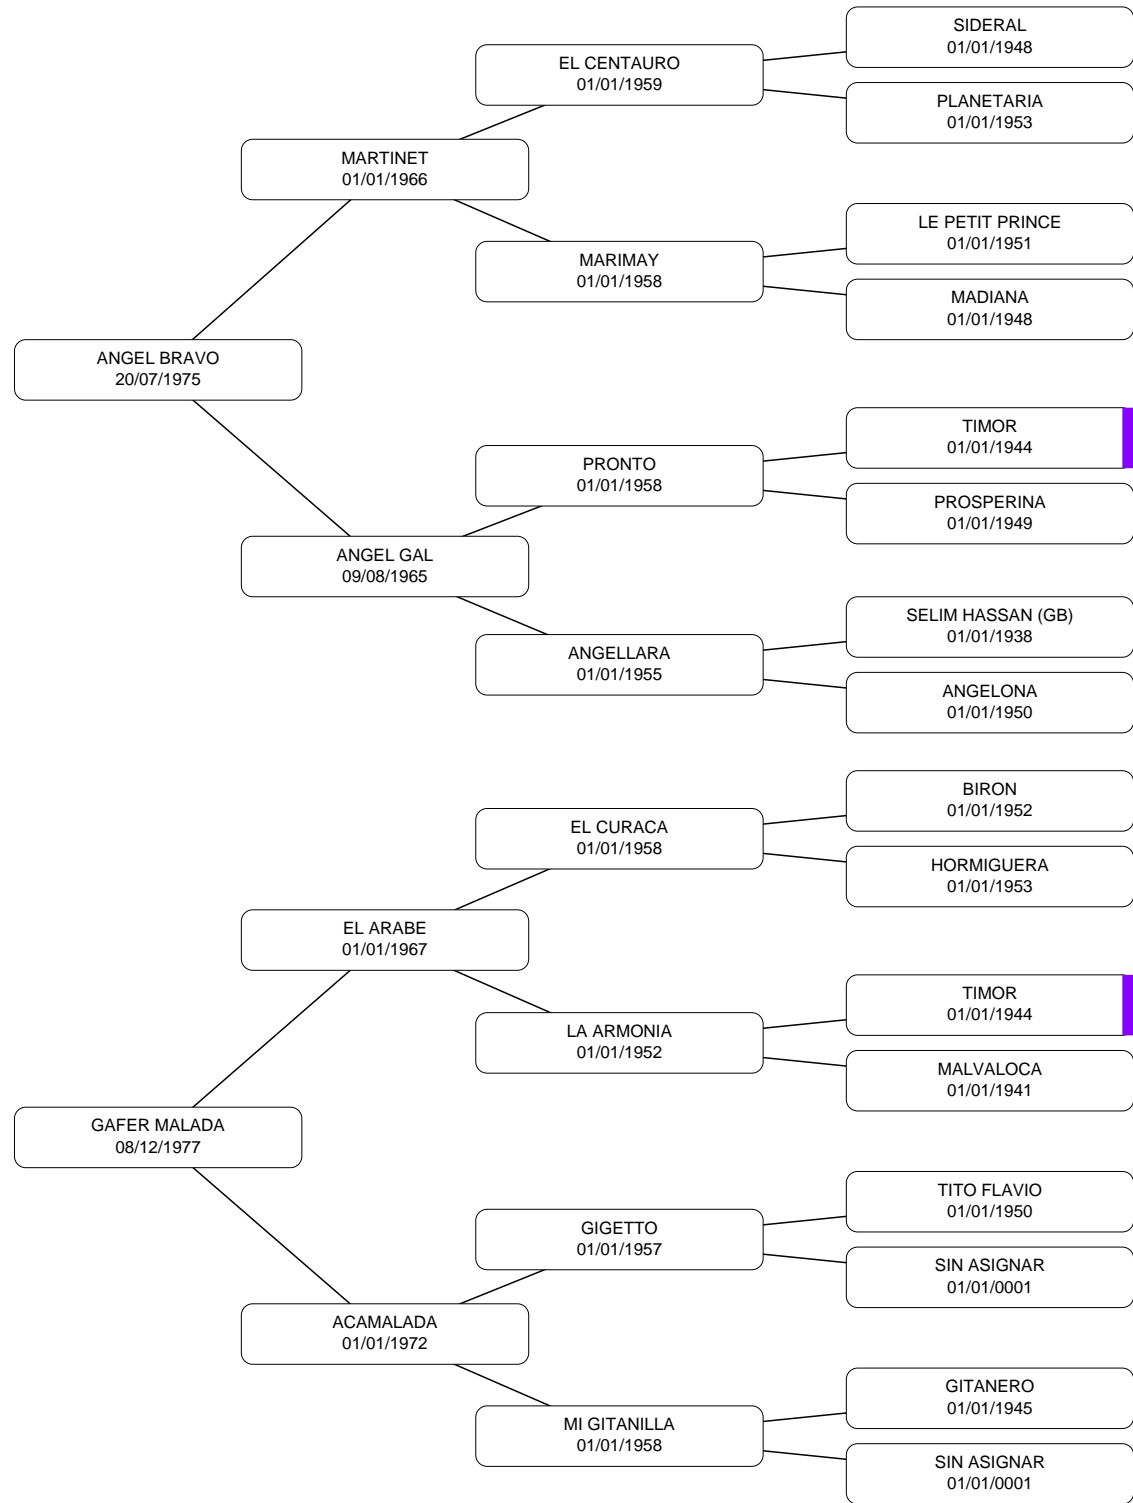 SIDERAL
01/01/1948
EL CENTAURO
01/01/1959
PLANETARIA
01/01/1953
MARTINET
01/01/1966
LE PETIT PRINCE
01/01/1951
MARIMAY
01/01/1958
MADIANA
01/01/1948
ANGEL BRAVO
20/07/1975
TIMOR
01/01/1944
PRONTO
01/01/1958
PROSPERINA
01/01/1949
ANGEL GAL
09/08/1965
SELIM HASSAN (GB)
01/01/1938
ANGELLARA
01/01/1955
ANGELONA
01/01/1950
BIRON
01/01/1952
EL CURACA
01/01/1958
HORMIGUERA
01/01/1953
EL ARABE
01/01/1967
TIMOR
01/01/1944
LA ARMONIA
01/01/1952
MALVALOCA
01/01/1941
GAFER MALADA
08/12/1977
TITO FLAVIO
01/01/1950
GIGETTO
01/01/1957
SIN ASIGNAR
01/01/0001
ACAMALADA
01/01/1972
GITANERO
01/01/1945
MI GITANILLA
01/01/1958
SIN ASIGNAR
01/01/0001